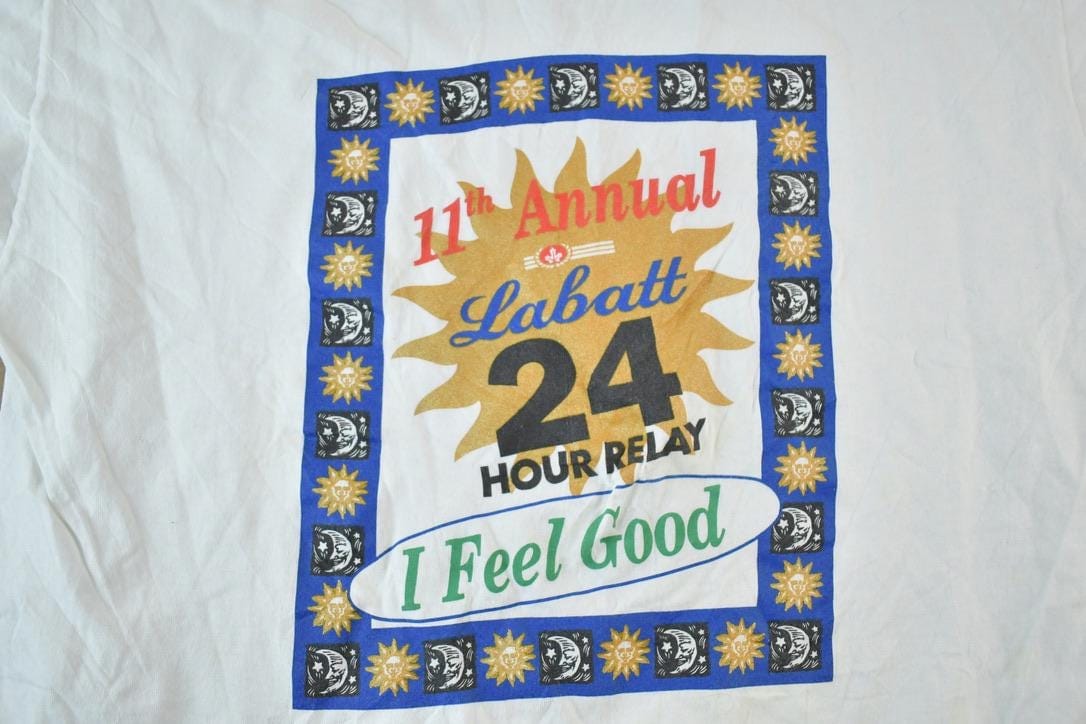 11th Annual
Labatt
24
HOUR RELAY
I Feel Good